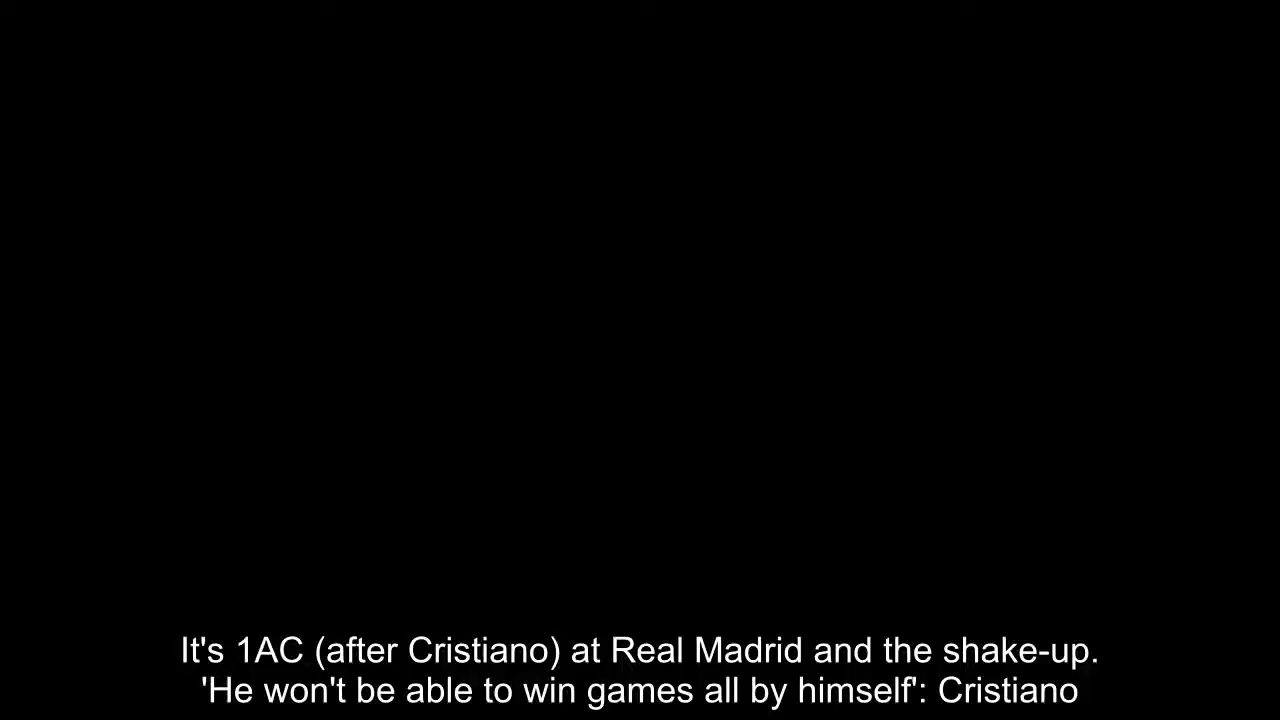 It's 1AC (after Cristiano) at Real Madrid and the shake-up.
'He won't be able to win games all by himself': Cristiano